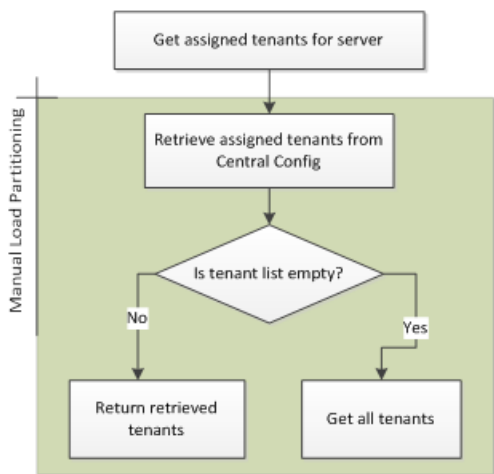 Get assigned tenants for server
Manual Load Partitioning
Retrieve assigned tenants from
Central Config
Is tenant list empty?
No
Yes
Return retrieved
tenants
Get all tenants